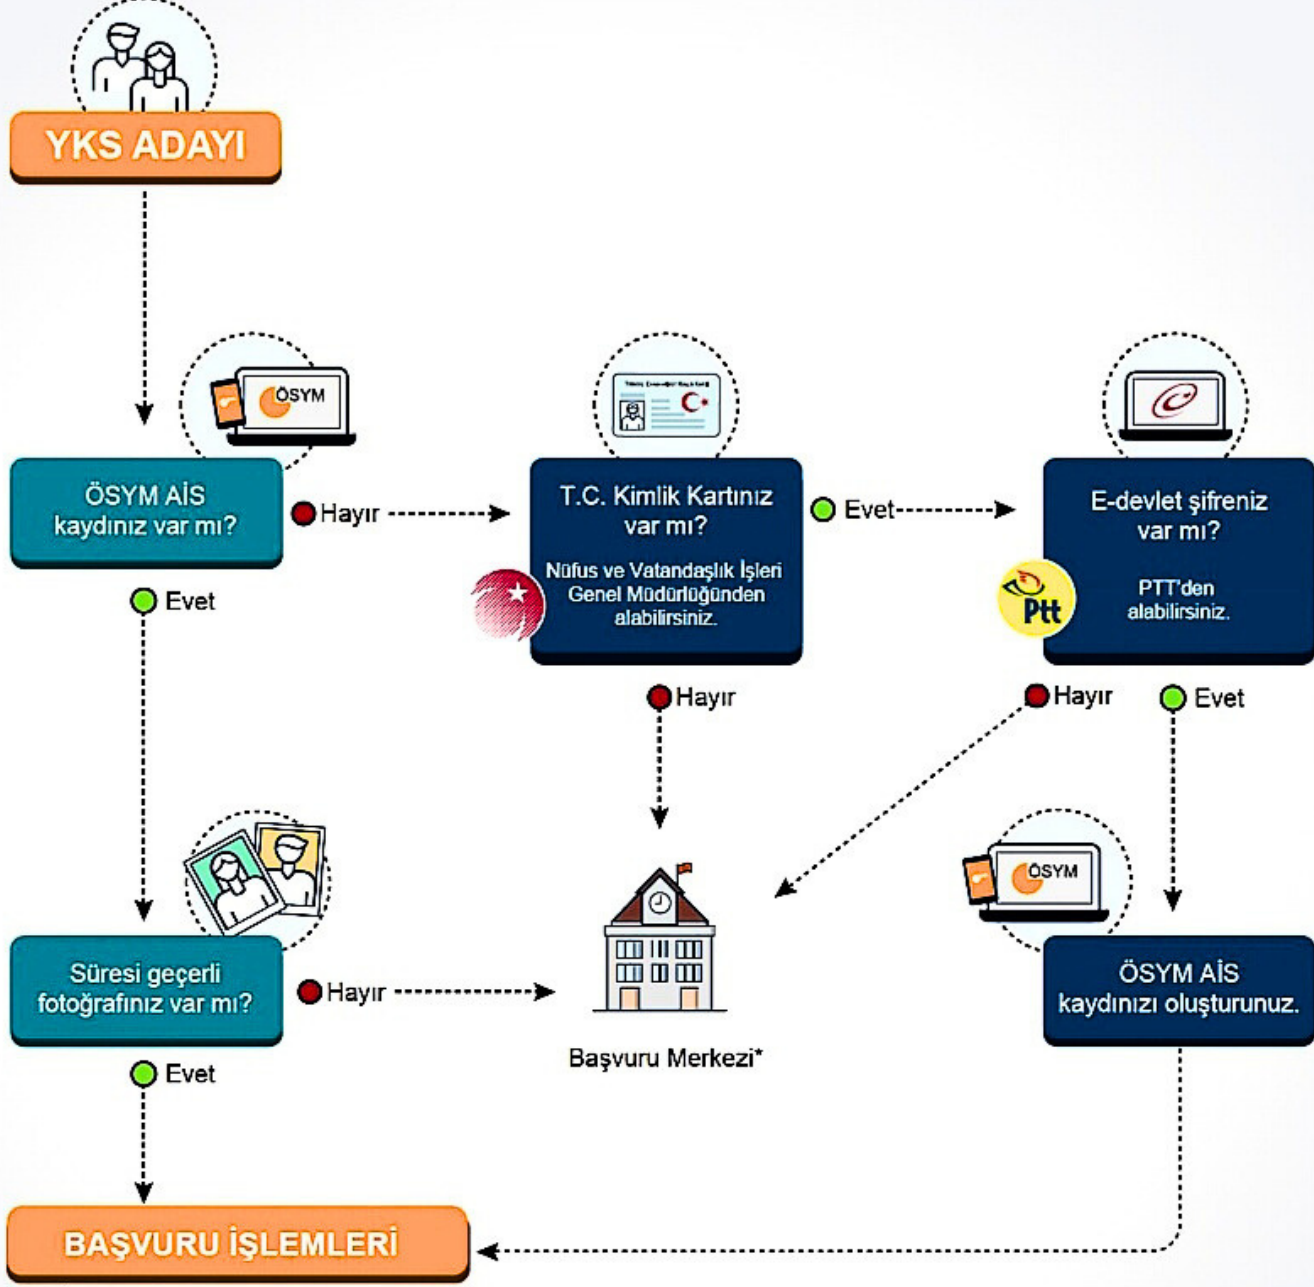 YKS ADAYI
ÖSYM
ÖSYM AİS
kaydınız var mı?
Hayır
T.C. Kimlik Kartınız
var mı?
Nüfus ve Vatandaşlık İşleri
Genel Müdürlüğünden
alabilirsiniz.
Evet
E-devlet şifreniz
var mı?
Ptt
PTT'den
alabilirsiniz.
Evet
Hayır
Hayır
Evet
Süresi geçerli
fotoğrafınız var mı?
Hayır
Başvuru Merkezi*
ÖSYM
ÖSYM AİS
kaydınızı oluşturunuz.
Evet
BAŞVURU İŞLEMLERİ